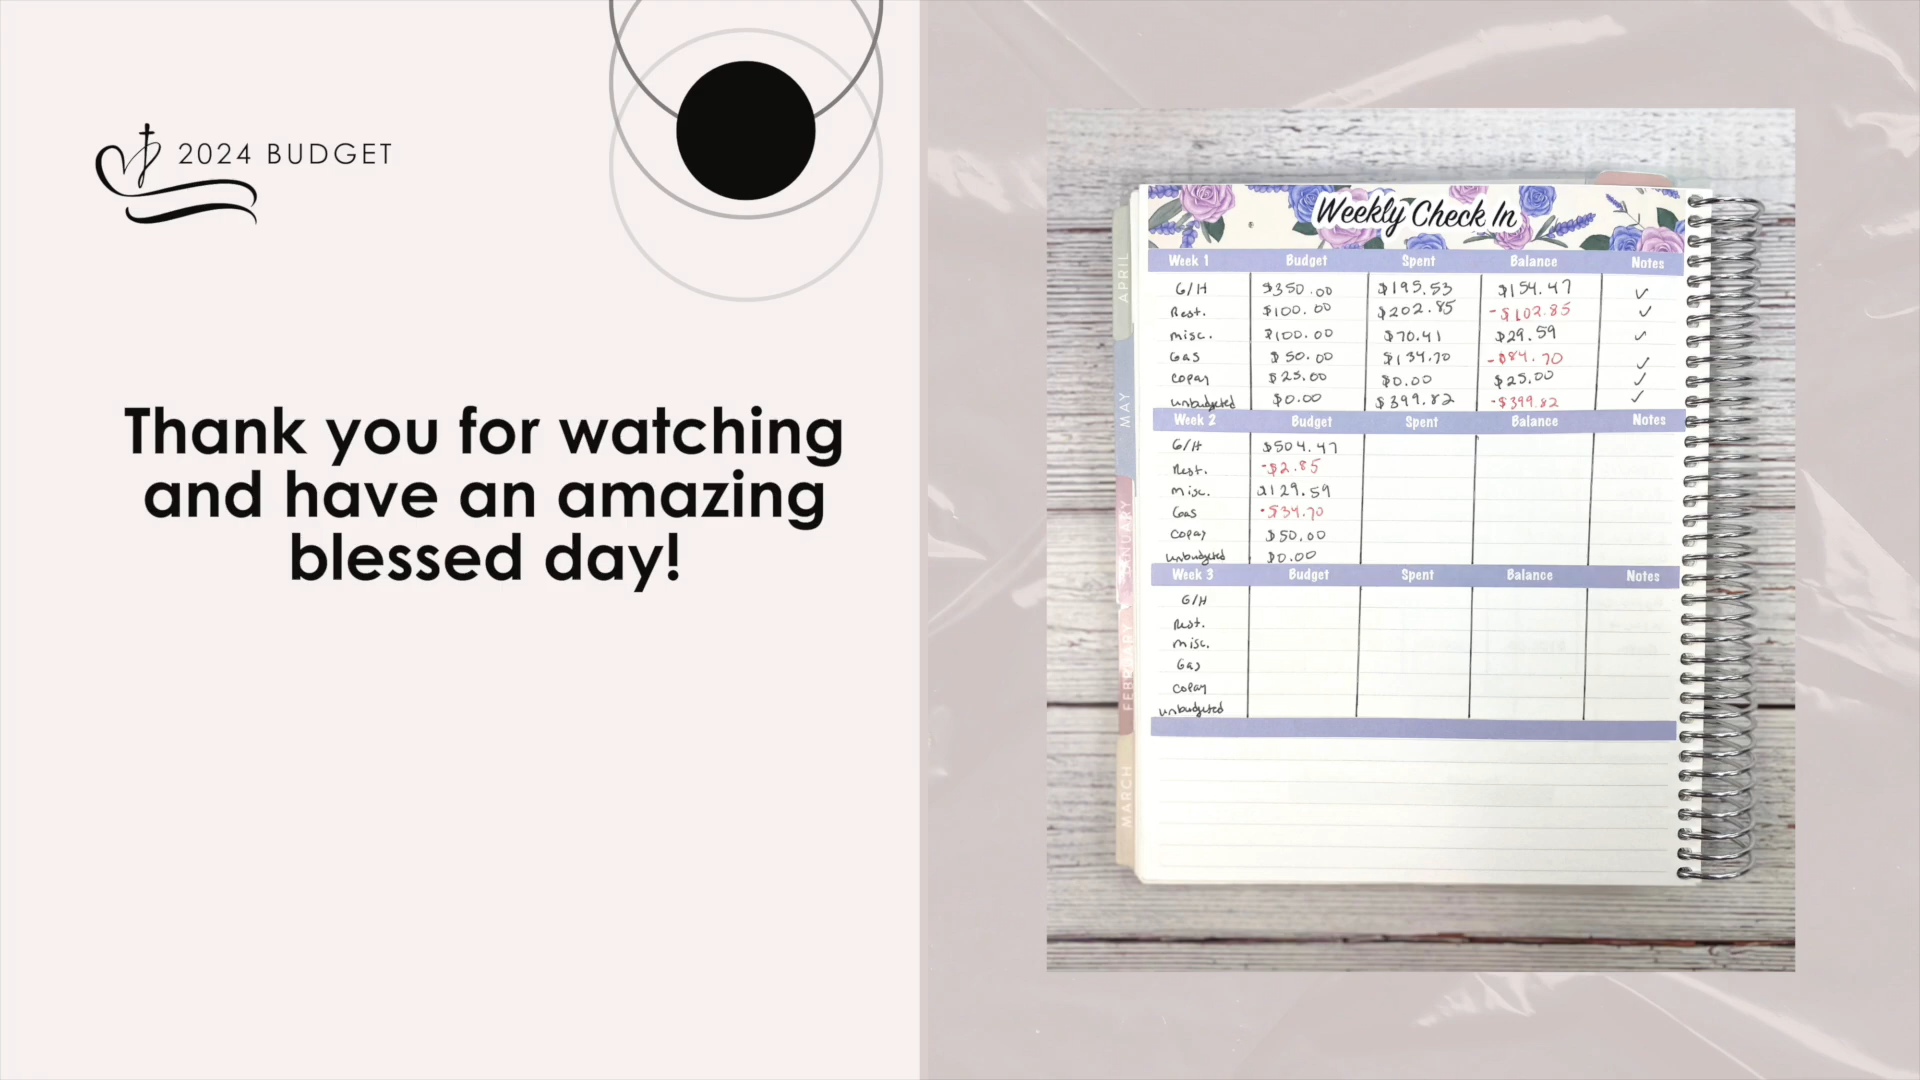 2024 BUDGET
Thank you for watching
and have an amazing
blessed day!
Weekly Check In
Week 1 Budget Spent Balance Notes
G/H $350.00 $195.53 $154.47 ✓
Rest. $100.00 $202.85 -$102.85 ✓
misc. $100.00 $70.41 $29.59 ✓
Gas $50.00 $134.70 -$84.70 ✓
Copay $25.00 $0.00 $25.00 ✓
unbudgeted $0.00 $399.82 -$399.82 ✓
Week 2 Budget Spent Balance Notes
G/H $504.47
Rest. -$2.85
misc. $129.59
Gas -$34.70
Copay $50.00
unbudgeted $0.00
Week 3 Budget Spent Balance Notes
G/H
Rest.
misc.
Gas
Copay
unbudgeted
APRIL
MAY
JANUARY
FEBRUARY
MARCH